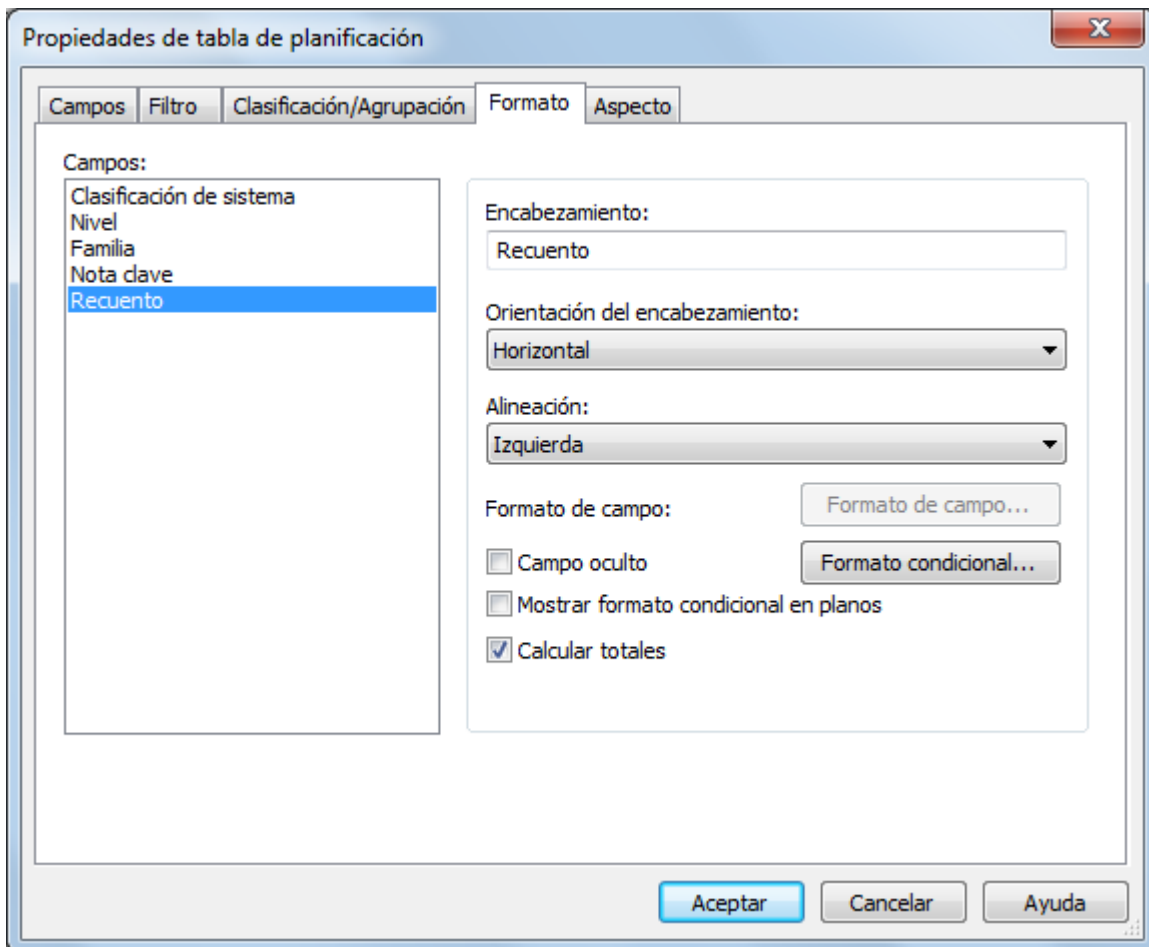 Propiedades de tabla de planificación
Campos Filtro Clasificación/Agrupación Formato Aspecto
Campos:
Clasificación de sistema
Nivel
Familia
Nota clave
Recuento
Encabezamiento:
Recuento
Orientación del encabezamiento:
Horizontal
Alineación:
Izquierda
Formato de campo: Formato de campo...
Campo oculto Formato condicional...
Mostrar formato condicional en planos
Calcular totales
Aceptar Cancelar Ayuda